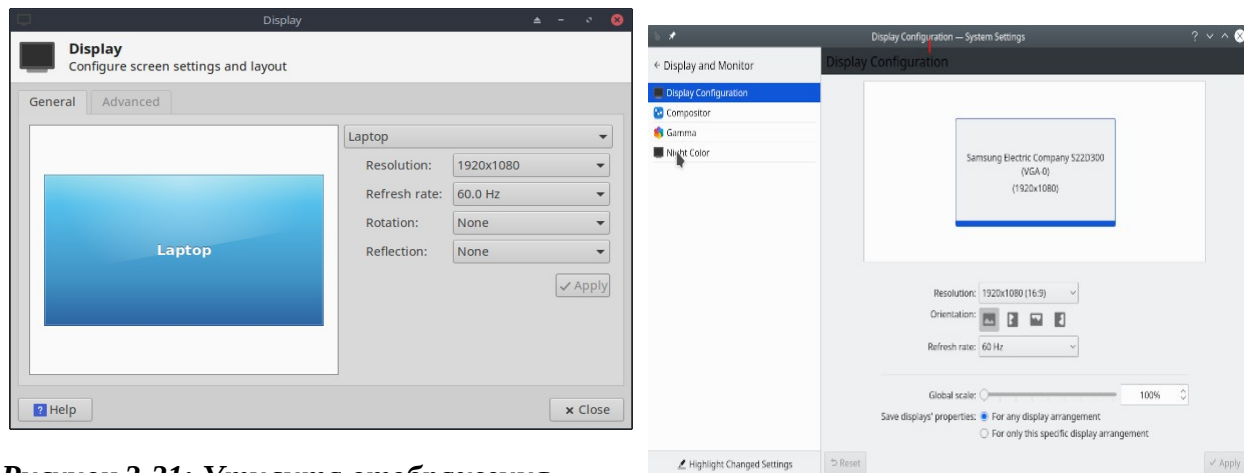 Display
Display
Configure screen settings and layout
General Advanced
Laptop
Laptop
Resolution: 1920x1080
Refresh rate: 60.0 Hz
Rotation: None
Reflection: None
Apply
? Help
x Close
Display Configuration — System Settings
Display and Monitor
Display Configuration
Display Configuration
Compositor
Gamma
Night Color
Samsung Electric Company S22D300
(VGA-0)
(1920x1080)
Resolution: 1920x1080 (16:9)
Orientation:
Refresh rate: 60 Hz
Global scale: 100%
Save displays' properties: For any display arrangement
For only this specific display arrangement
Highlight Changed Settings
Reset
Apply